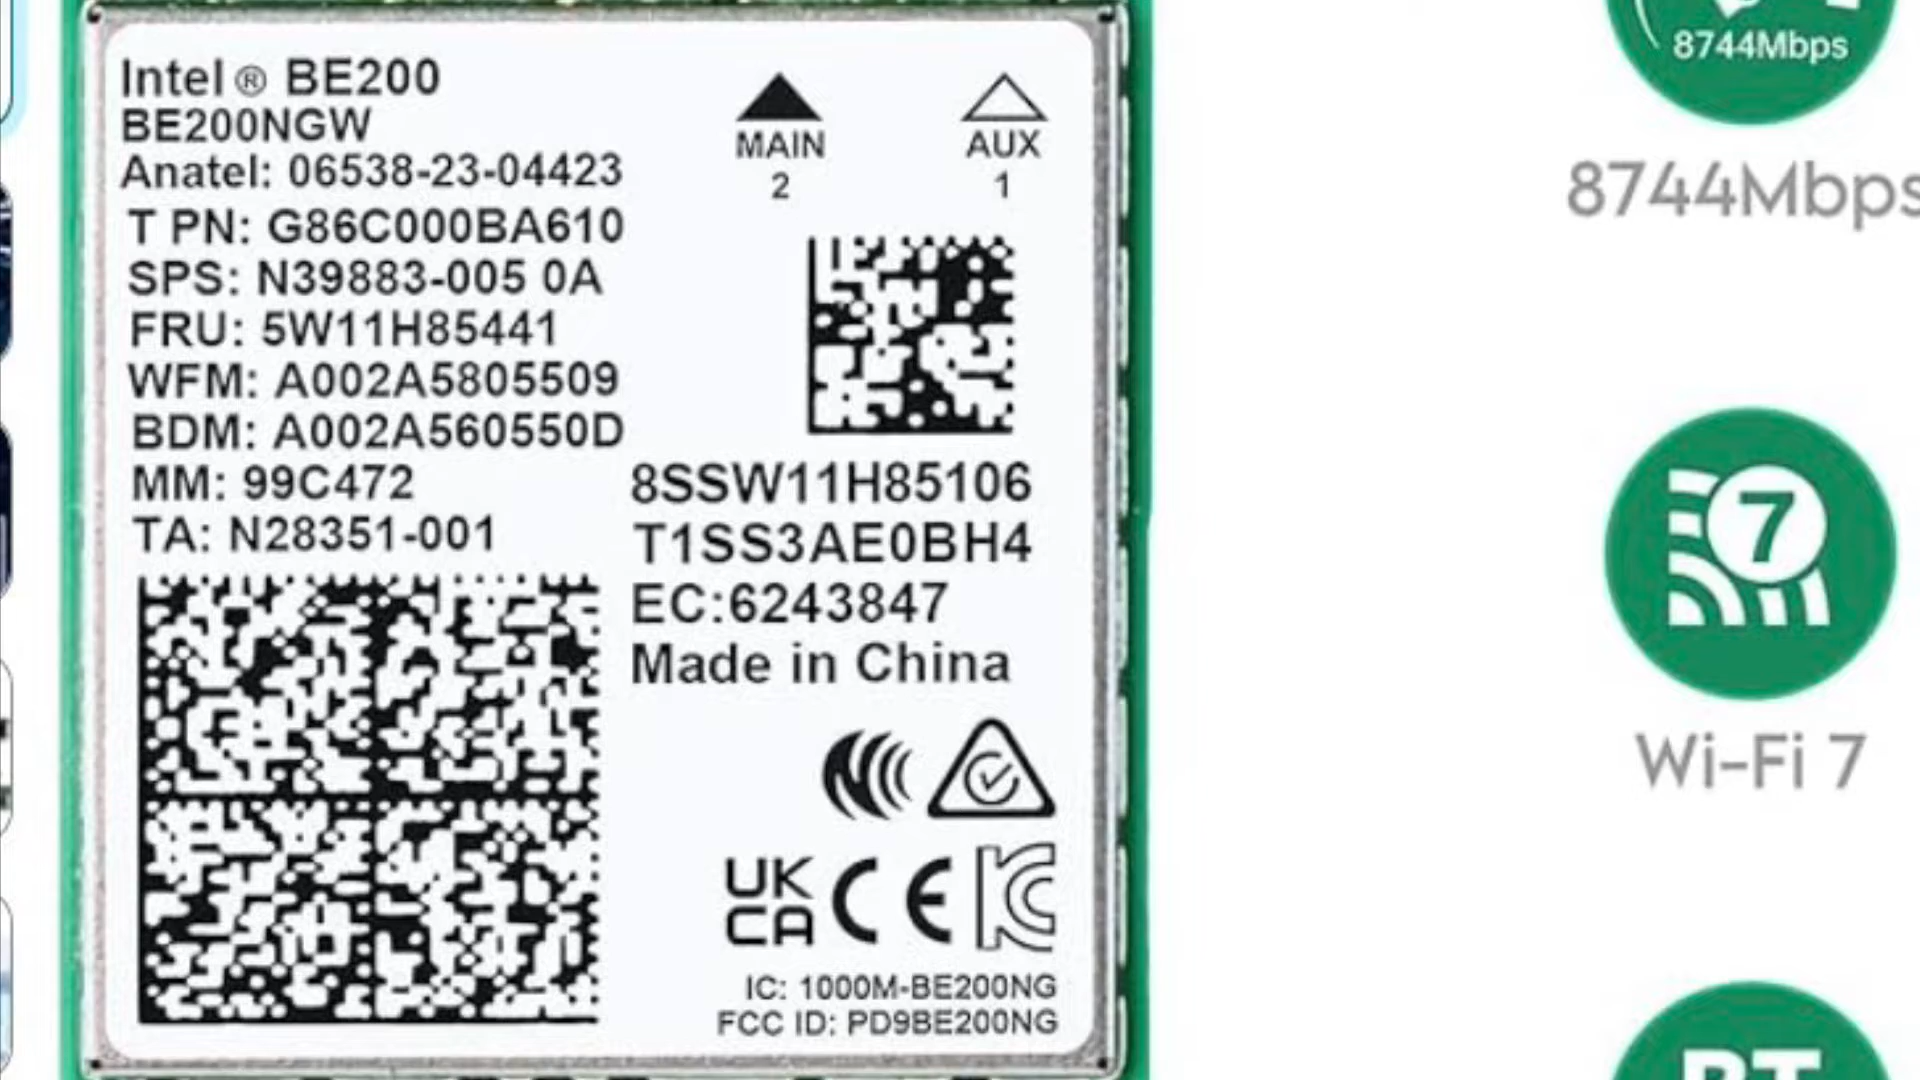 Intel ® BE200
BE200NGW
Anatel: 06538-23-04423
T PN: G86C000BA610
SPS: N39883-005 0A
FRU: 5W11H85441
WFM: A002A5805509
BDM: A002A560550D
MM: 99C472
TA: N28351-001
MAIN
2
AUX
1
8SSW11H85106
T1SS3AE0BH4
EC:6243847
Made in China
UK
CA CE
IC: 1000M-BE200NG
FCC ID: PD9BE200NG
8744Mbps
8744Mbps
7
Wi-Fi 7
BT